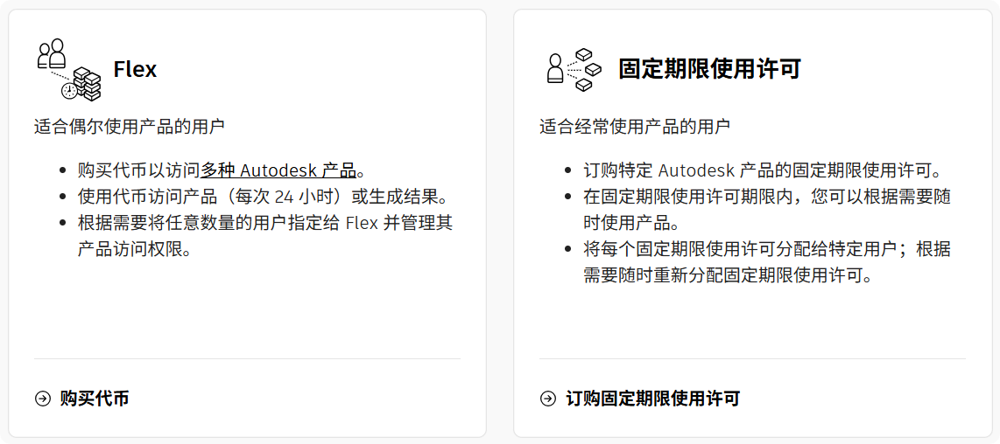 Flex
适合偶尔使用产品的用户
购买代币以访问多种 Autodesk 产品。
使用代币访问产品（每次 24 小时）或生成结果。
根据需要将任意数量的用户指定给 Flex 并管理其
产品访问权限。
购买代币
固定期限使用许可
适合经常使用产品的用户
订购特定 Autodesk 产品的固定期限使用许可。
在固定期限使用许可期限内，您可以根据需要随
时使用产品。
将每个固定期限使用许可分配给特定用户；根据
需要随时重新分配固定期限使用许可。
订购固定期限使用许可